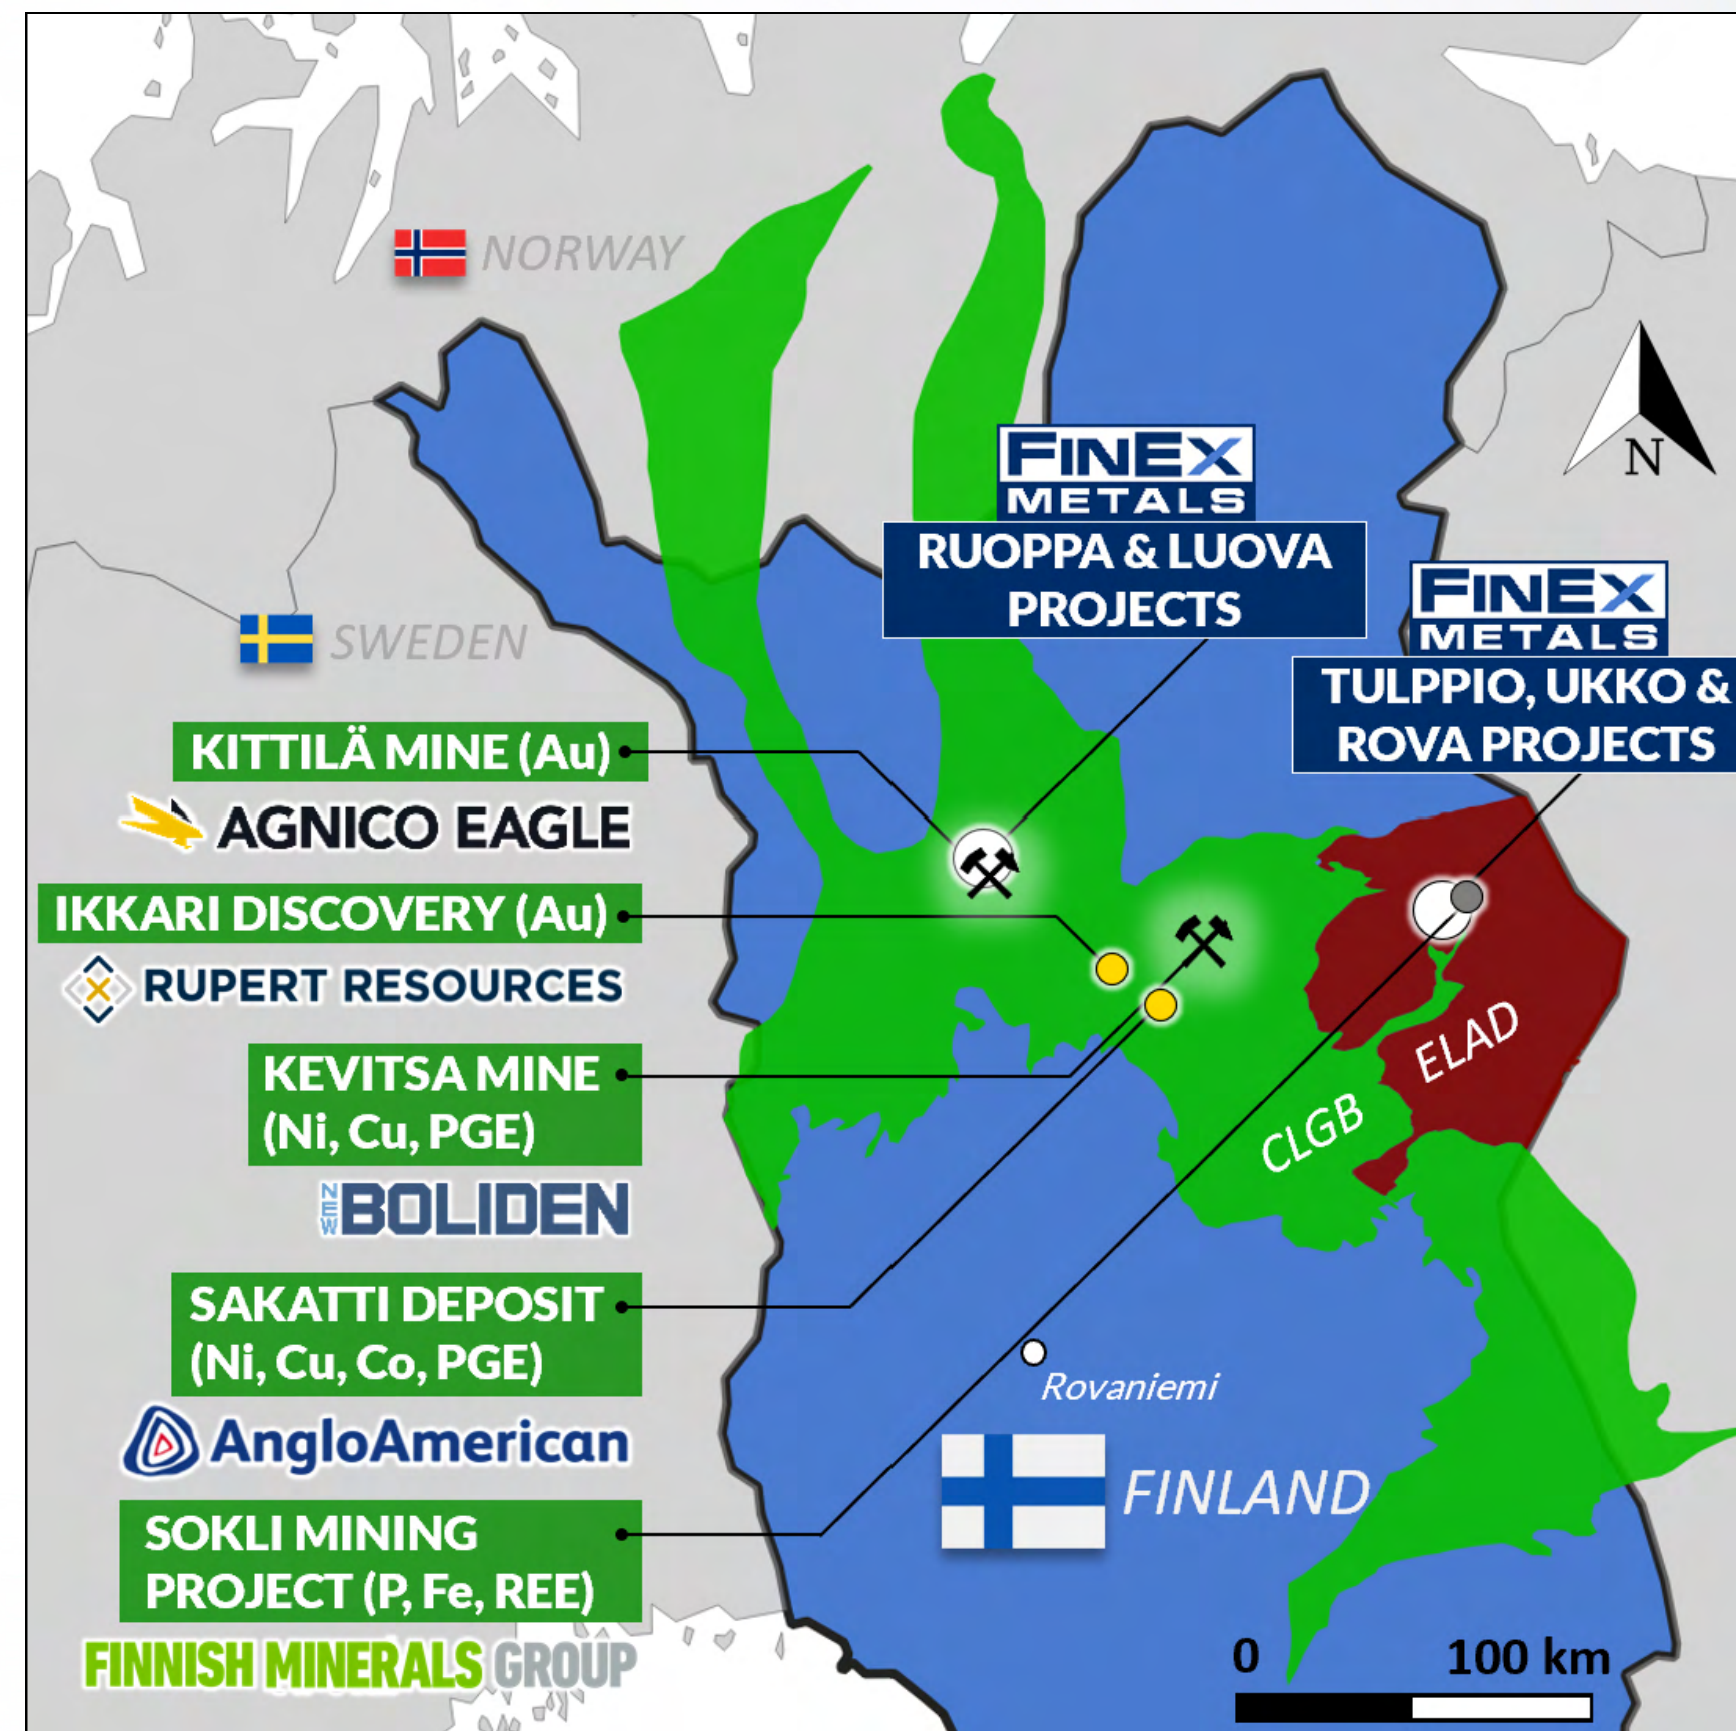 NORWAY
FINEX
METALS
RUOPPA & LUOVA
PROJECTS
N
FINEX
METALS
TULPPIO, UKKO &
ROVA PROJECTS
SWEDEN
KITTILÄ MINE (Au)
AGNICO EAGLE
IKKARI DISCOVERY (Au)
RUPERT RESOURCES
KEVITSA MINE
(Ni, Cu, PGE)
NEW BOLIDEN
SAKATTI DEPOSIT
(Ni, Cu, Co, PGE)
AngloAmerican
SOKLI MINING
PROJECT (P, Fe, REE)
FINNISH MINERALS GROUP
ELAD
CLGB
Rovaniemi
FINLAND
0 100 km